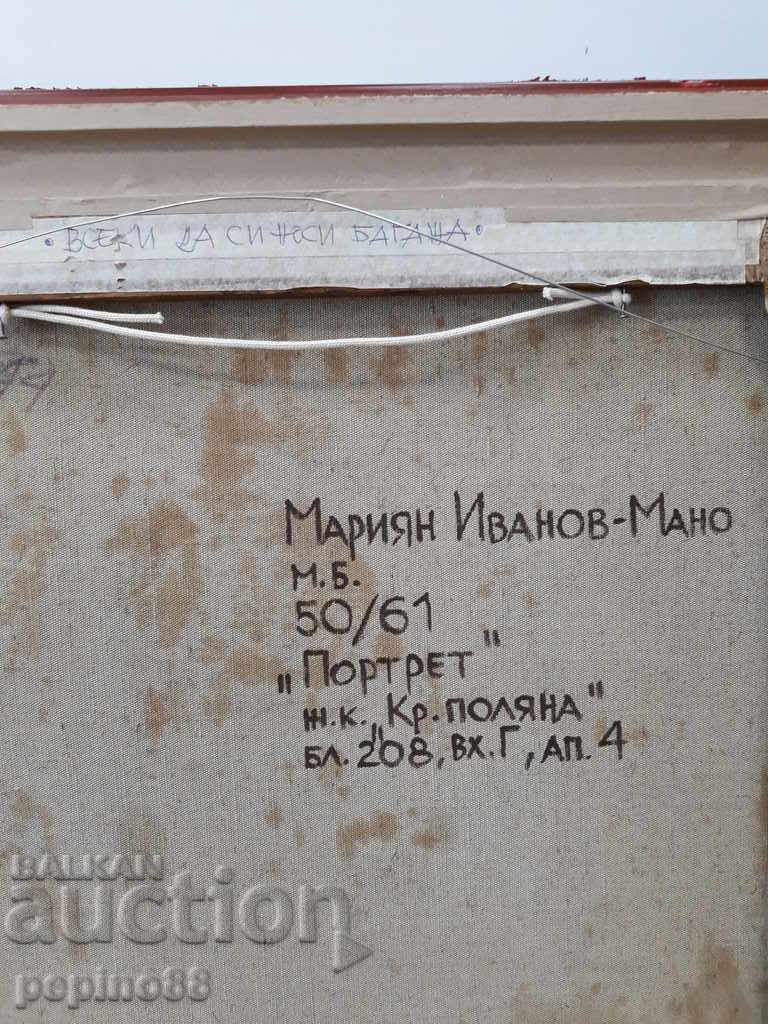 •ВСЕКИ ДА СИ НОСИ БАГАЖА•
МАРИЯН ИВАНОВ-МАНО
М.Б.
50/61
„ПОРТРЕТ"
Ж.К. „КР. ПОЛЯНА"
БЛ. 208, ВХ. Г, АП. 4
BALKAN
auction
pepino88